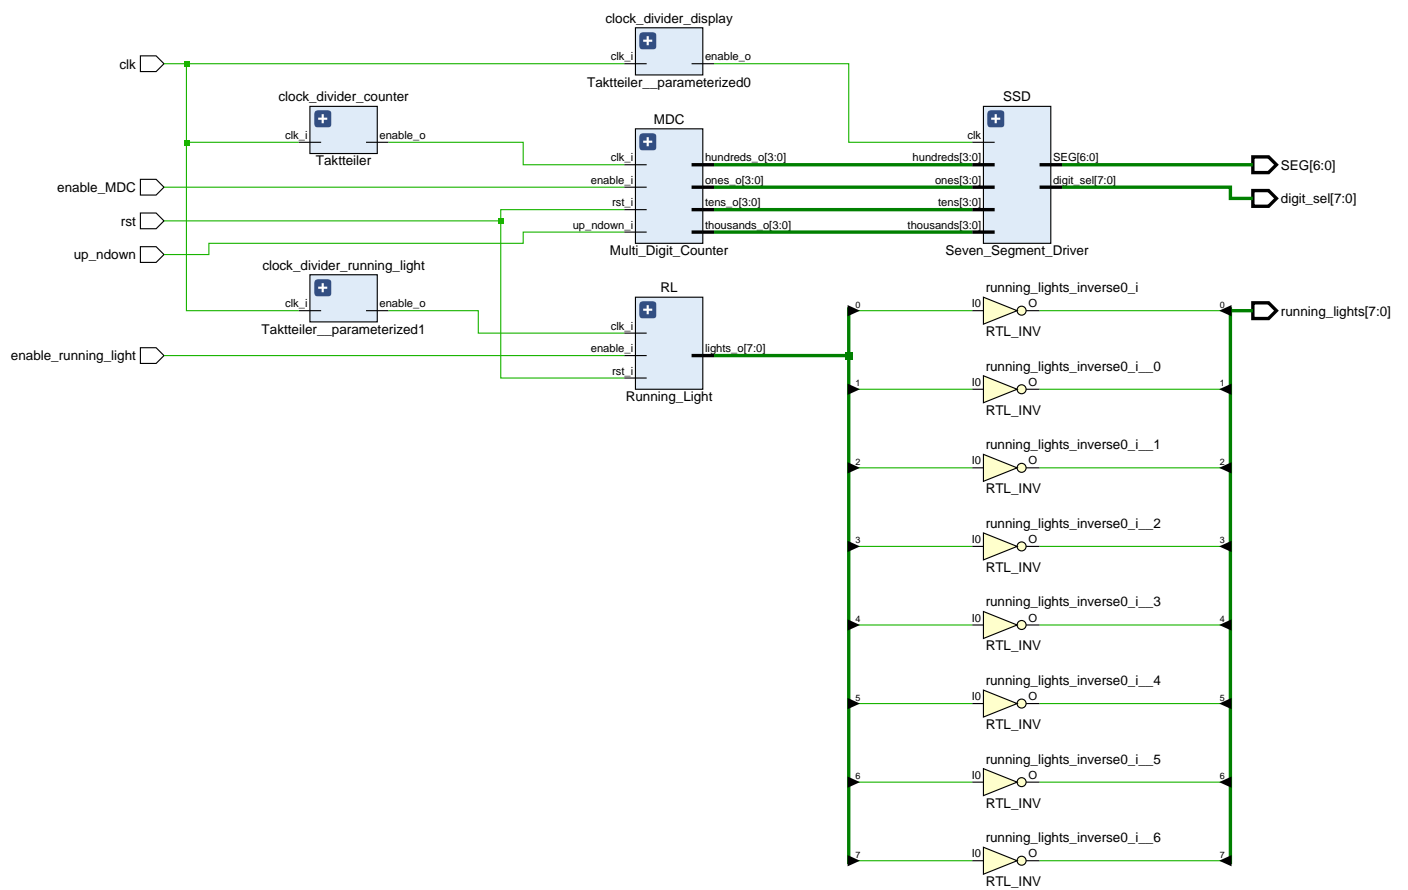 clock_divider_display
clk
clk_i
enable_o
Taktteiler__parameterized0
clock_divider_counter
clk_i
enable_o
Taktteiler
MDC
clk_i
enable_i
rst_i
up_ndown_i
hundreds_o[3:0]
ones_o[3:0]
tens_o[3:0]
thousands_o[3:0]
Multi_Digit_Counter
SSD
clk
hundreds[3:0]
ones[3:0]
tens[3:0]
thousands[3:0]
SEG[6:0]
digit_sel[7:0]
Seven_Segment_Driver
SEG[6:0]
digit_sel[7:0]
enable_MDC
rst
up_ndown
clock_divider_running_light
clk_i
enable_o
Taktteiler__parameterized1
enable_running_light
RL
clk_i
enable_i
rst_i
lights_o[7:0]
Running_Light
running_lights_inverse0_i
0 I0 O 0
RTL_INV
running_lights[7:0]
running_lights_inverse0_i__0
1 I0 O 1
RTL_INV
running_lights_inverse0_i__1
2 I0 O 2
RTL_INV
running_lights_inverse0_i__2
3 I0 O 3
RTL_INV
running_lights_inverse0_i__3
4 I0 O 4
RTL_INV
running_lights_inverse0_i__4
5 I0 O 5
RTL_INV
running_lights_inverse0_i__5
6 I0 O 6
RTL_INV
running_lights_inverse0_i__6
7 I0 O 7
RTL_INV